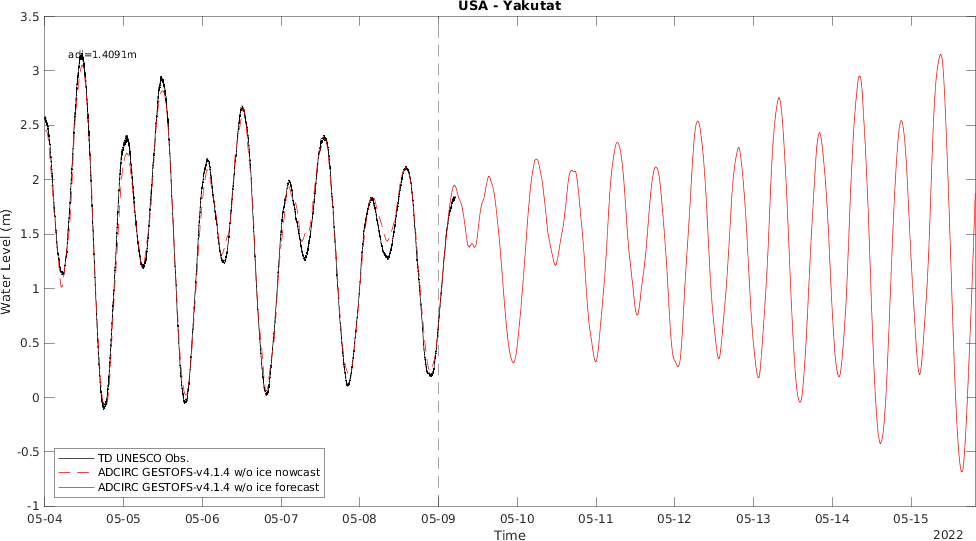 USA - Yakutat
adj=1.4091m
3.5
3
2.5
2
1.5
1
0.5
0
-0.5
-1
Water Level (m)
TD UNESCO Obs.
ADCIRC GESTOFS-v4.1.4 w/o ice nowcast
ADCIRC GESTOFS-v4.1.4 w/o ice forecast
05-04 05-05 05-06 05-07 05-08 05-09 05-10 05-11 05-12 05-13 05-14 05-15
Time
2022